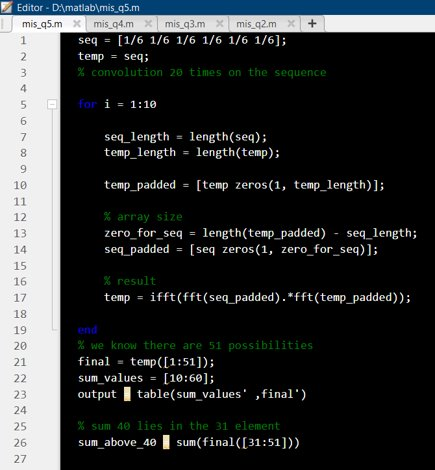 Editor - D:\matlab\mis_q5.m
mis_q5.m mis_q4.m mis_q3.m mis_q2.m +
1 seq = [1/6 1/6 1/6 1/6 1/6 1/6];
2 temp = seq;
3 % convolution 20 times on the sequence
4
5 for i = 1:10
6
7 seq_length = length(seq);
8 temp_length = length(temp);
9
10 temp_padded = [temp zeros(1, temp_length)];
11
12 % array size
13 zero_for_seq = length(temp_padded) - seq_length;
14 seq_padded = [seq zeros(1, zero_for_seq)];
15
16 % result
17 temp = ifft(fft(seq_padded).*fft(temp_padded));
18
19 end
20 % we know there are 51 possibilities
21 final = temp([1:51]);
22 sum_values = [10:60];
23 output = table(sum_values' ,final')
24
25 % sum 40 lies in the 31 element
26 sum_above_40 = sum(final([31:51]))
27